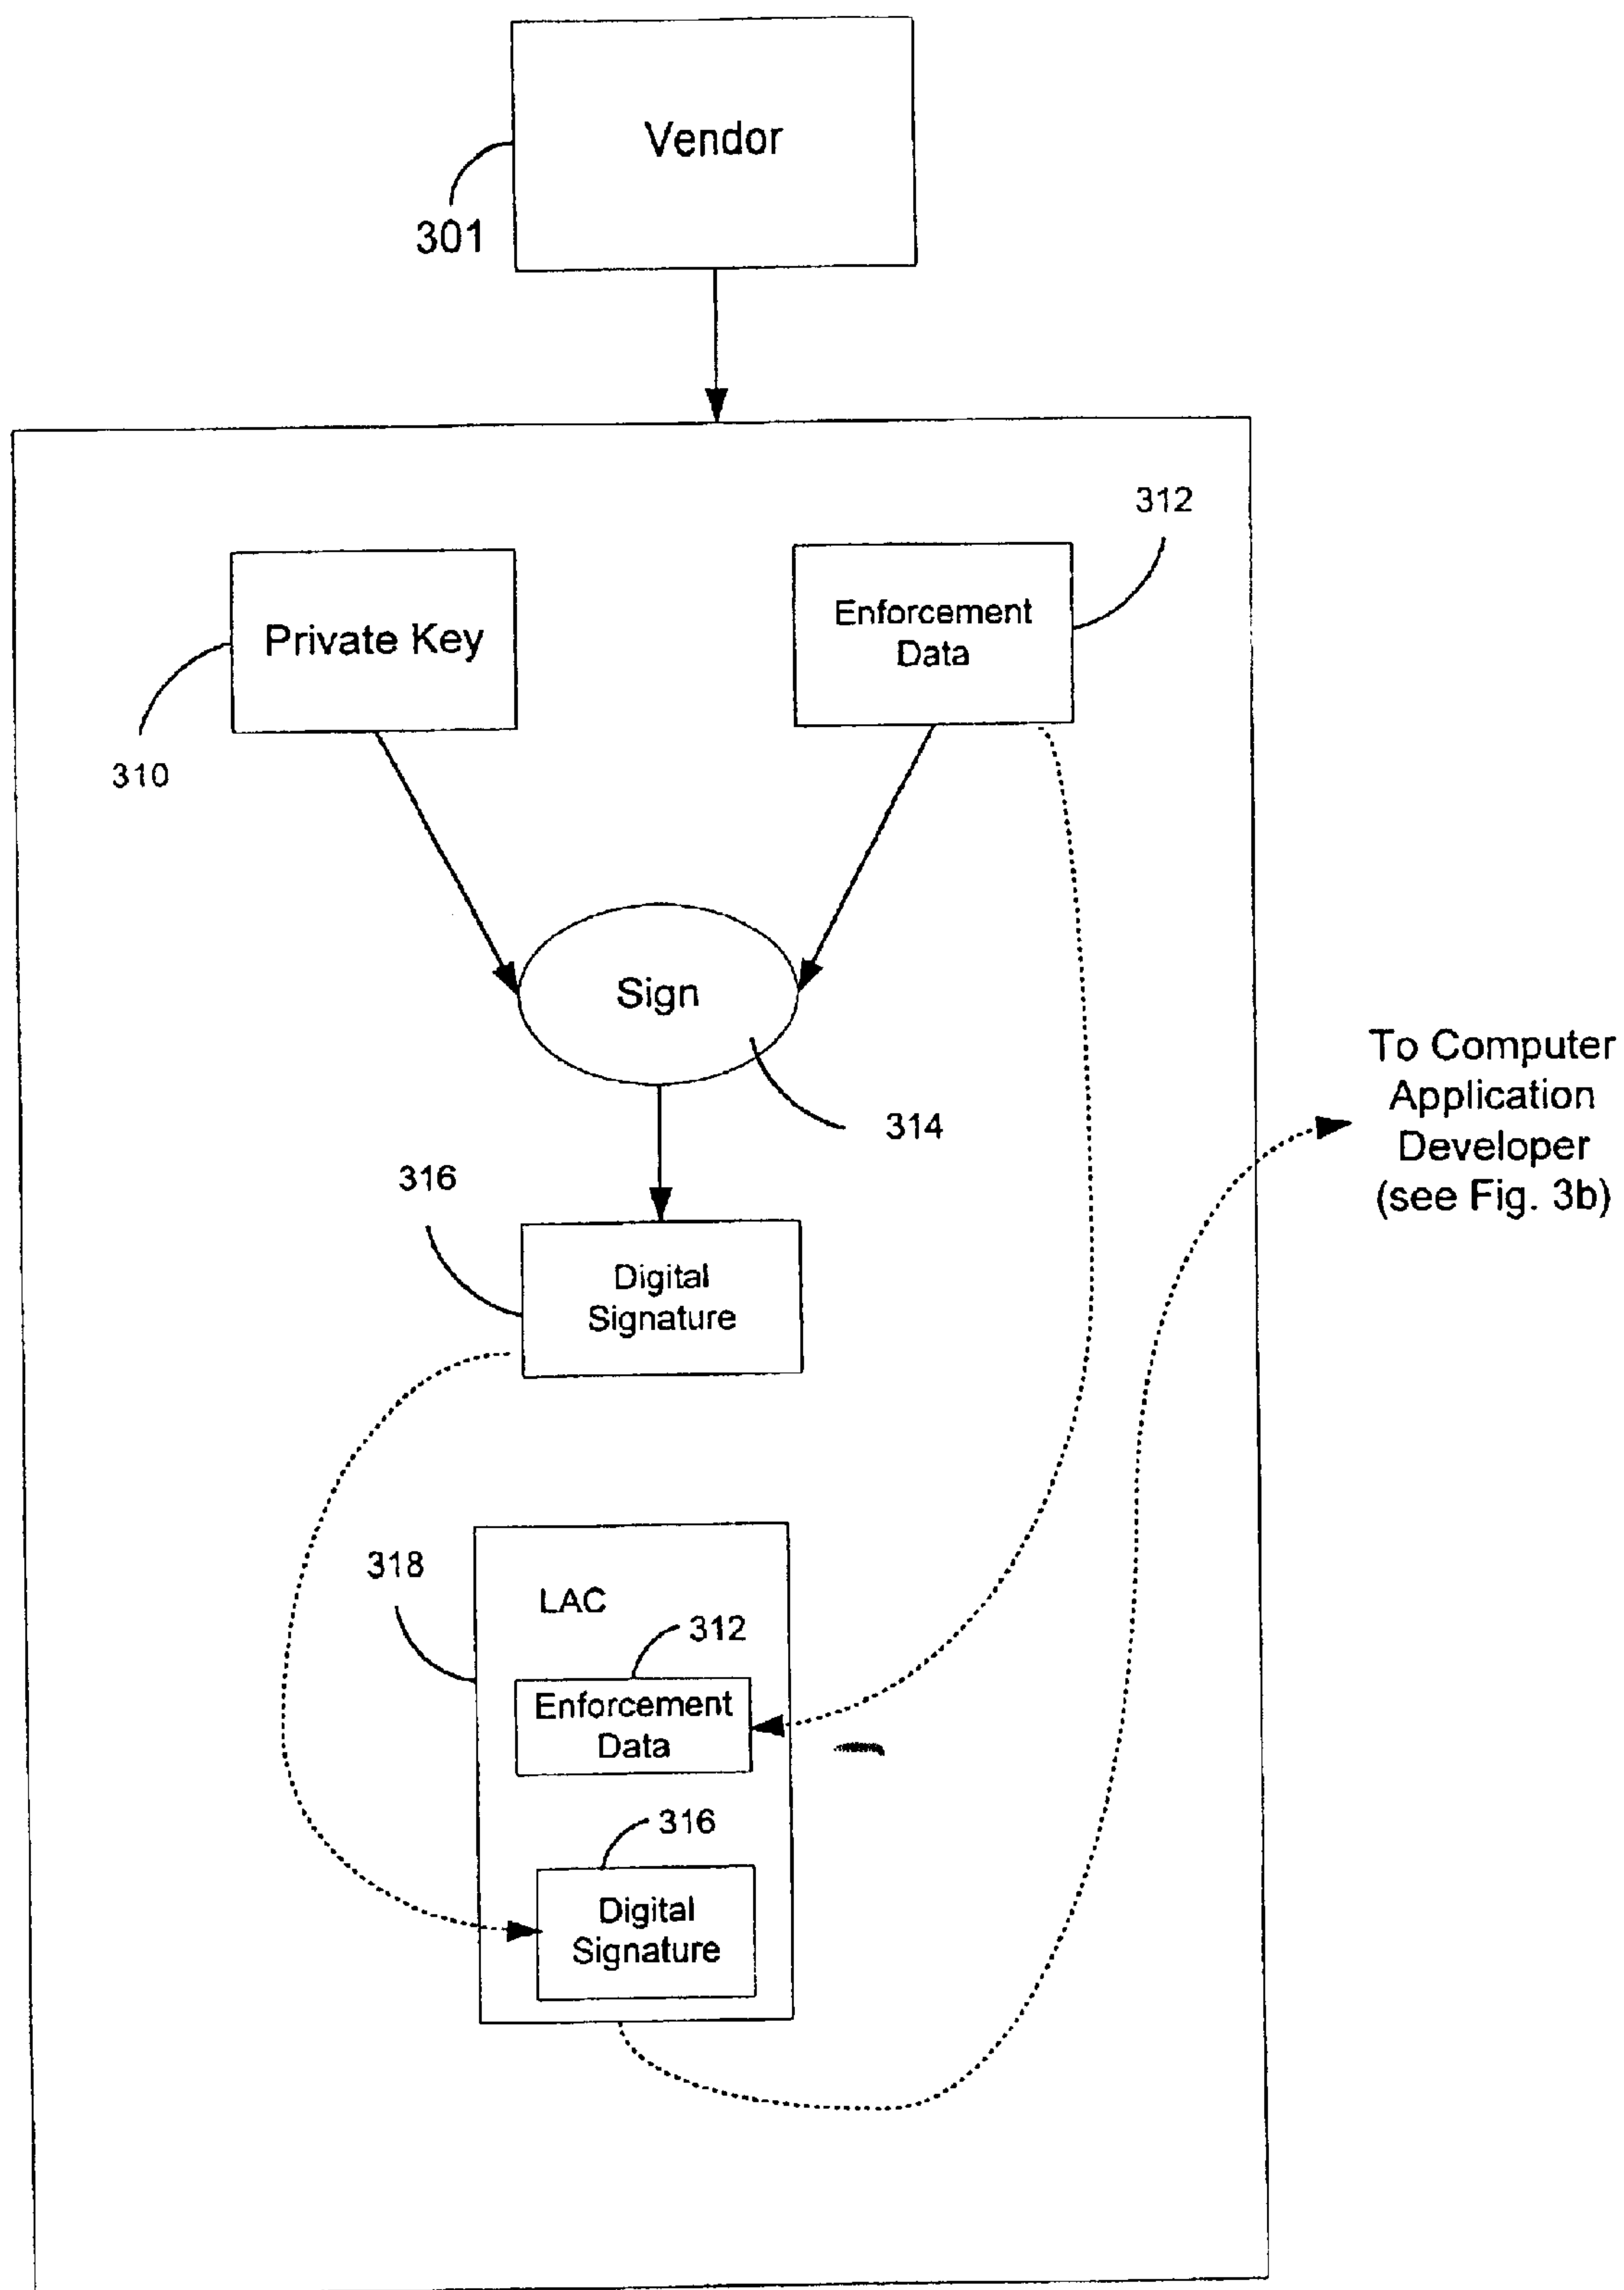 Vendor
301
312
Private Key
Enforcement
Data
310
Sign
314
To Computer
Application
Developer
(see Fig. 3b)
316
Digital
Signature
318
LAC
312
Enforcement
Data
316
Digital
Signature